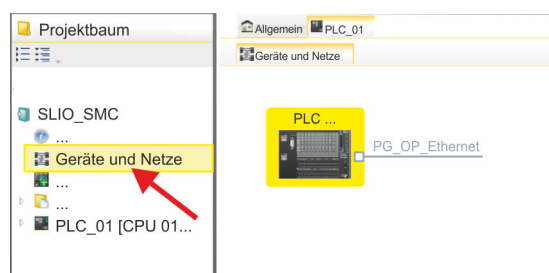 Projektbaum
SLIO_SMC
...
Geräte und Netze
...
...
PLC_01 [CPU 01...
Allgemein PLC_01
Geräte und Netze
PLC ...
PG_OP_Ethernet